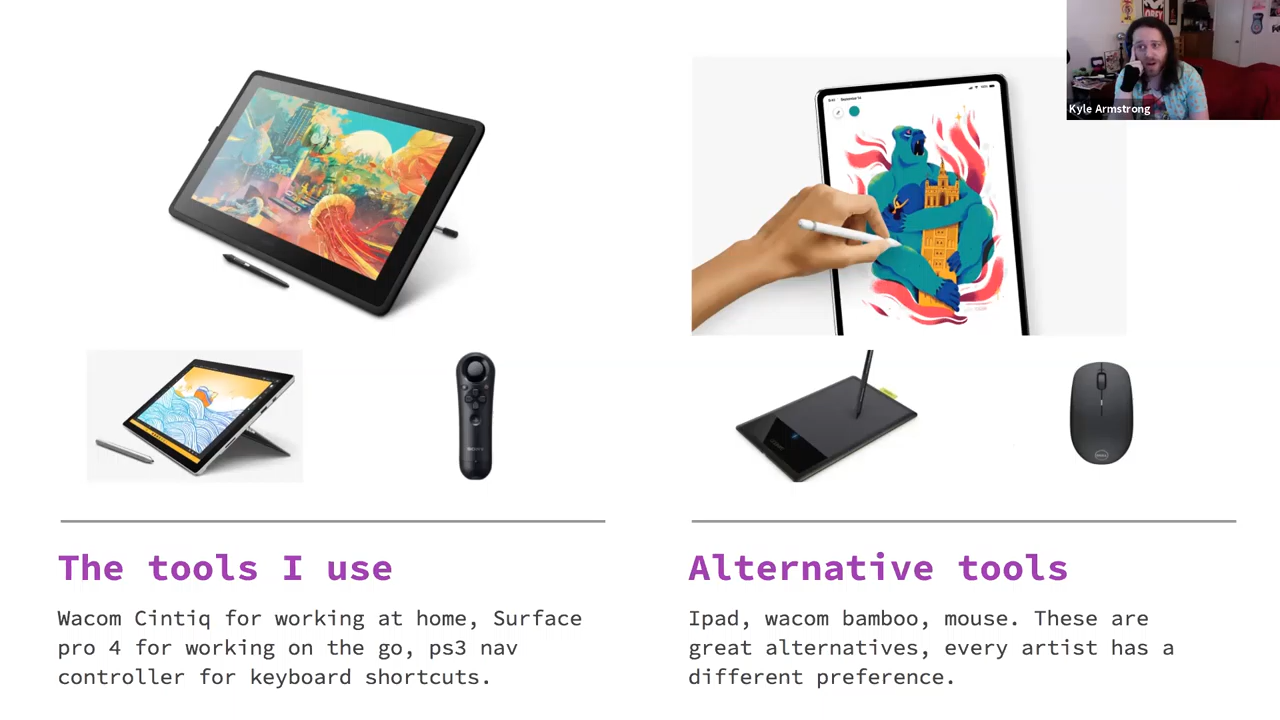 Kyle Armstrong
SONY
DELL
The tools I use
Wacom Cintiq for working at home, Surface
pro 4 for working on the go, ps3 nav
controller for keyboard shortcuts.
Alternative tools
Ipad, wacom bamboo, mouse. These are
great alternatives, every artist has a
different preference.